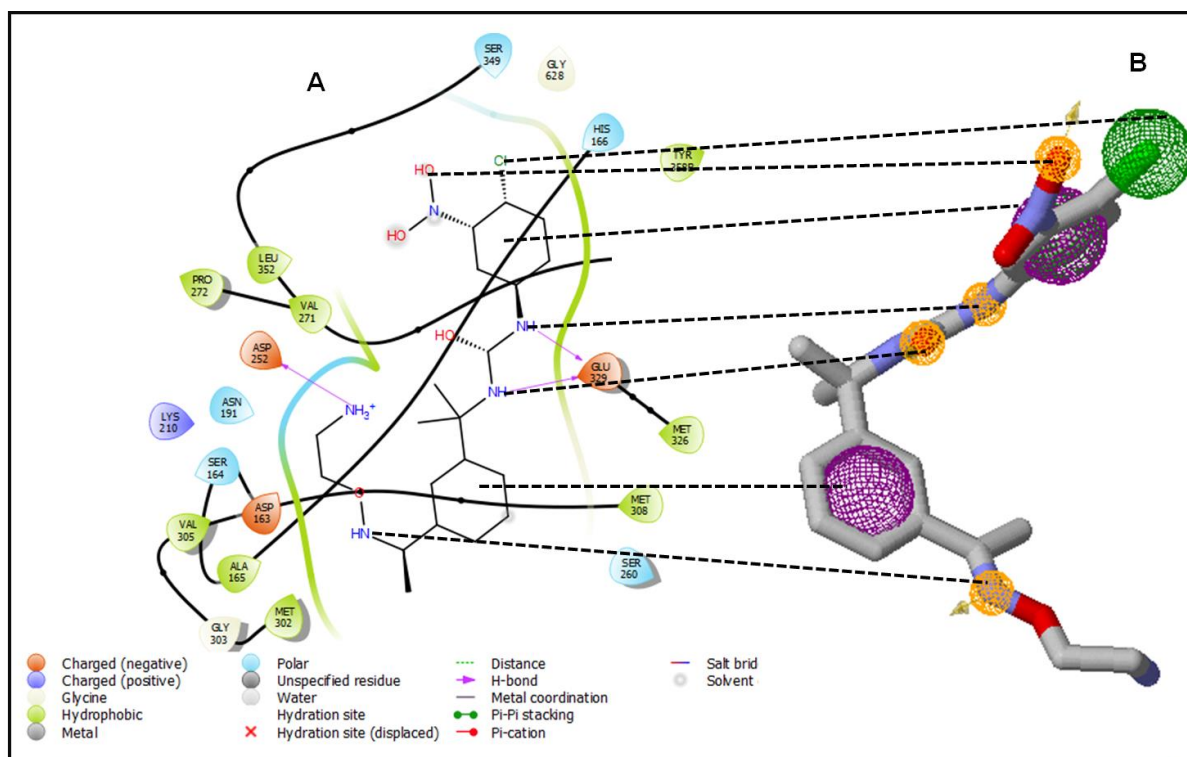 A
B
SER
349
GLY
628
HIS
166
TYR
HO
Cl
N
HO
LEU
352
PRO
272
VAL
271
ASP
252
HO
NH
GLU
329
NH
NH3+
LYS
210
ASN
191
MET
326
SER
164
ASP
163
VAL
305
O
MET
308
HN
ALA
165
SER
260
MET
302
GLY
303
Charged (negative)
Charged (positive)
Glycine
Hydrophobic
Metal
Polar
Unspecified residue
Water
Hydration site
Hydration site (displaced)
Distance
H-bond
Metal coordination
Pi-Pi stacking
Pi-cation
Salt brid
Solvent